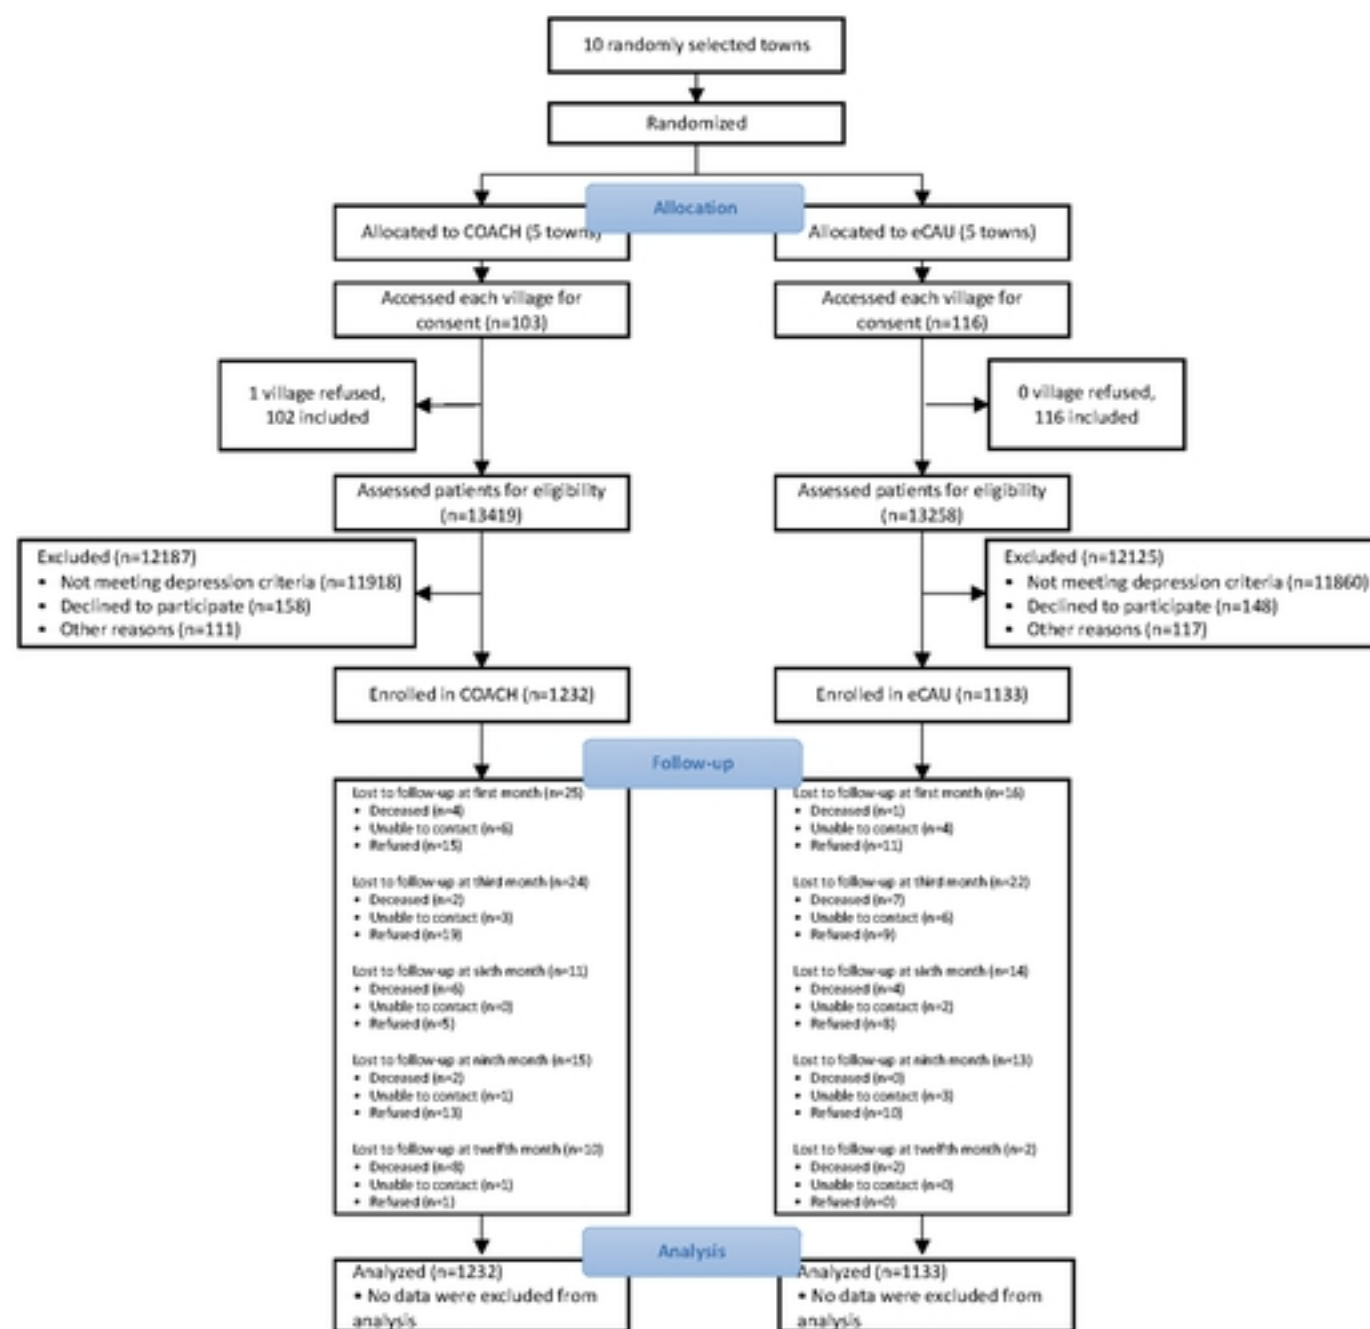 10 randomly selected towns
Randomized
Allocation
Allocated to COACH (5 towns)
Allocated to eCAU (5 towns)
Accessed each village for
consent (n=103)
Accessed each village for
consent (n=116)
1 village refused,
102 included
0 village refused,
116 included
Assessed patients for eligibility
(n=13419)
Assessed patients for eligibility
(n=13258)
Excluded (n=12187)
▪ Not meeting depression criteria (n=11918)
▪ Declined to participate (n=158)
▪ Other reasons (n=111)
Excluded (n=12125)
▪ Not meeting depression criteria (n=11860)
▪ Declined to participate (n=148)
▪ Other reasons (n=117)
Enrolled in COACH (n=1232)
Enrolled in eCAU (n=1133)
Follow-up
Lost to follow-up at first month (n=25)
• Deceased (n=4)
• Unable to contact (n=6)
• Refused (n=15)
Lost to follow-up at third month (n=24)
• Deceased (n=2)
• Unable to contact (n=3)
• Refused (n=19)
Lost to follow-up at sixth month (n=11)
• Deceased (n=6)
• Unable to contact (n=0)
• Refused (n=5)
Lost to follow-up at ninth month (n=15)
• Deceased (n=2)
• Unable to contact (n=1)
• Refused (n=13)
Lost to follow-up at twelfth month (n=10)
• Deceased (n=8)
• Unable to contact (n=1)
• Refused (n=1)
Lost to follow-up at first month (n=16)
• Deceased (n=1)
• Unable to contact (n=4)
• Refused (n=11)
Lost to follow-up at third month (n=22)
• Deceased (n=7)
• Unable to contact (n=6)
• Refused (n=9)
Lost to follow-up at sixth month (n=14)
• Deceased (n=4)
• Unable to contact (n=2)
• Refused (n=8)
Lost to follow-up at ninth month (n=13)
• Deceased (n=0)
• Unable to contact (n=3)
• Refused (n=10)
Lost to follow-up at twelfth month (n=2)
• Deceased (n=2)
• Unable to contact (n=0)
• Refused (n=0)
Analysis
Analyzed (n=1232)
• No data were excluded from
analysis
Analyzed (n=1133)
• No data were excluded from
analysis